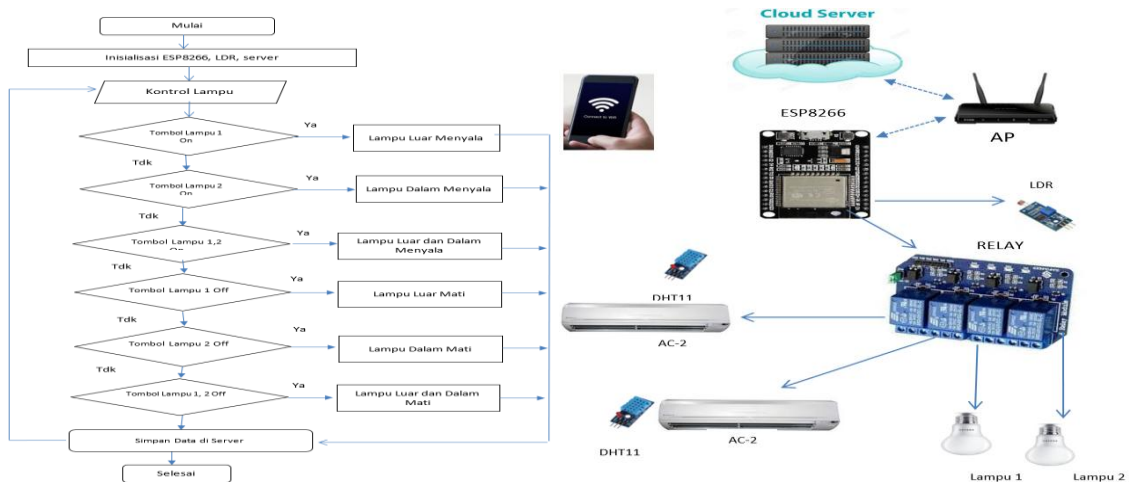 Mulai
Inisialisasi ESP8266, LDR, server
Kontrol Lampu
Tombol Lampu 1
On
Ya
Lampu Luar Menyala
Tdk
Tombol Lampu 2
On
Ya
Lampu Dalam Menyala
Tdk
Tombol Lampu 1,2
On
Ya
Lampu Luar dan Dalam
Menyala
Tdk
Tombol Lampu 1 Off
Ya
Lampu Luar Mati
Tdk
Tombol Lampu 2 Off
Ya
Lampu Dalam Mati
Tdk
Tombol Lampu 1, 2 Off
Ya
Lampu Luar dan Dalam
Mati
Simpan Data di Server
Selesai
Cloud Server
Connect to Wifi
ESP8266
AP
LDR
RELAY
DHT11
AC-2
DHT11
AC-2
Lampu 1
Lampu 2